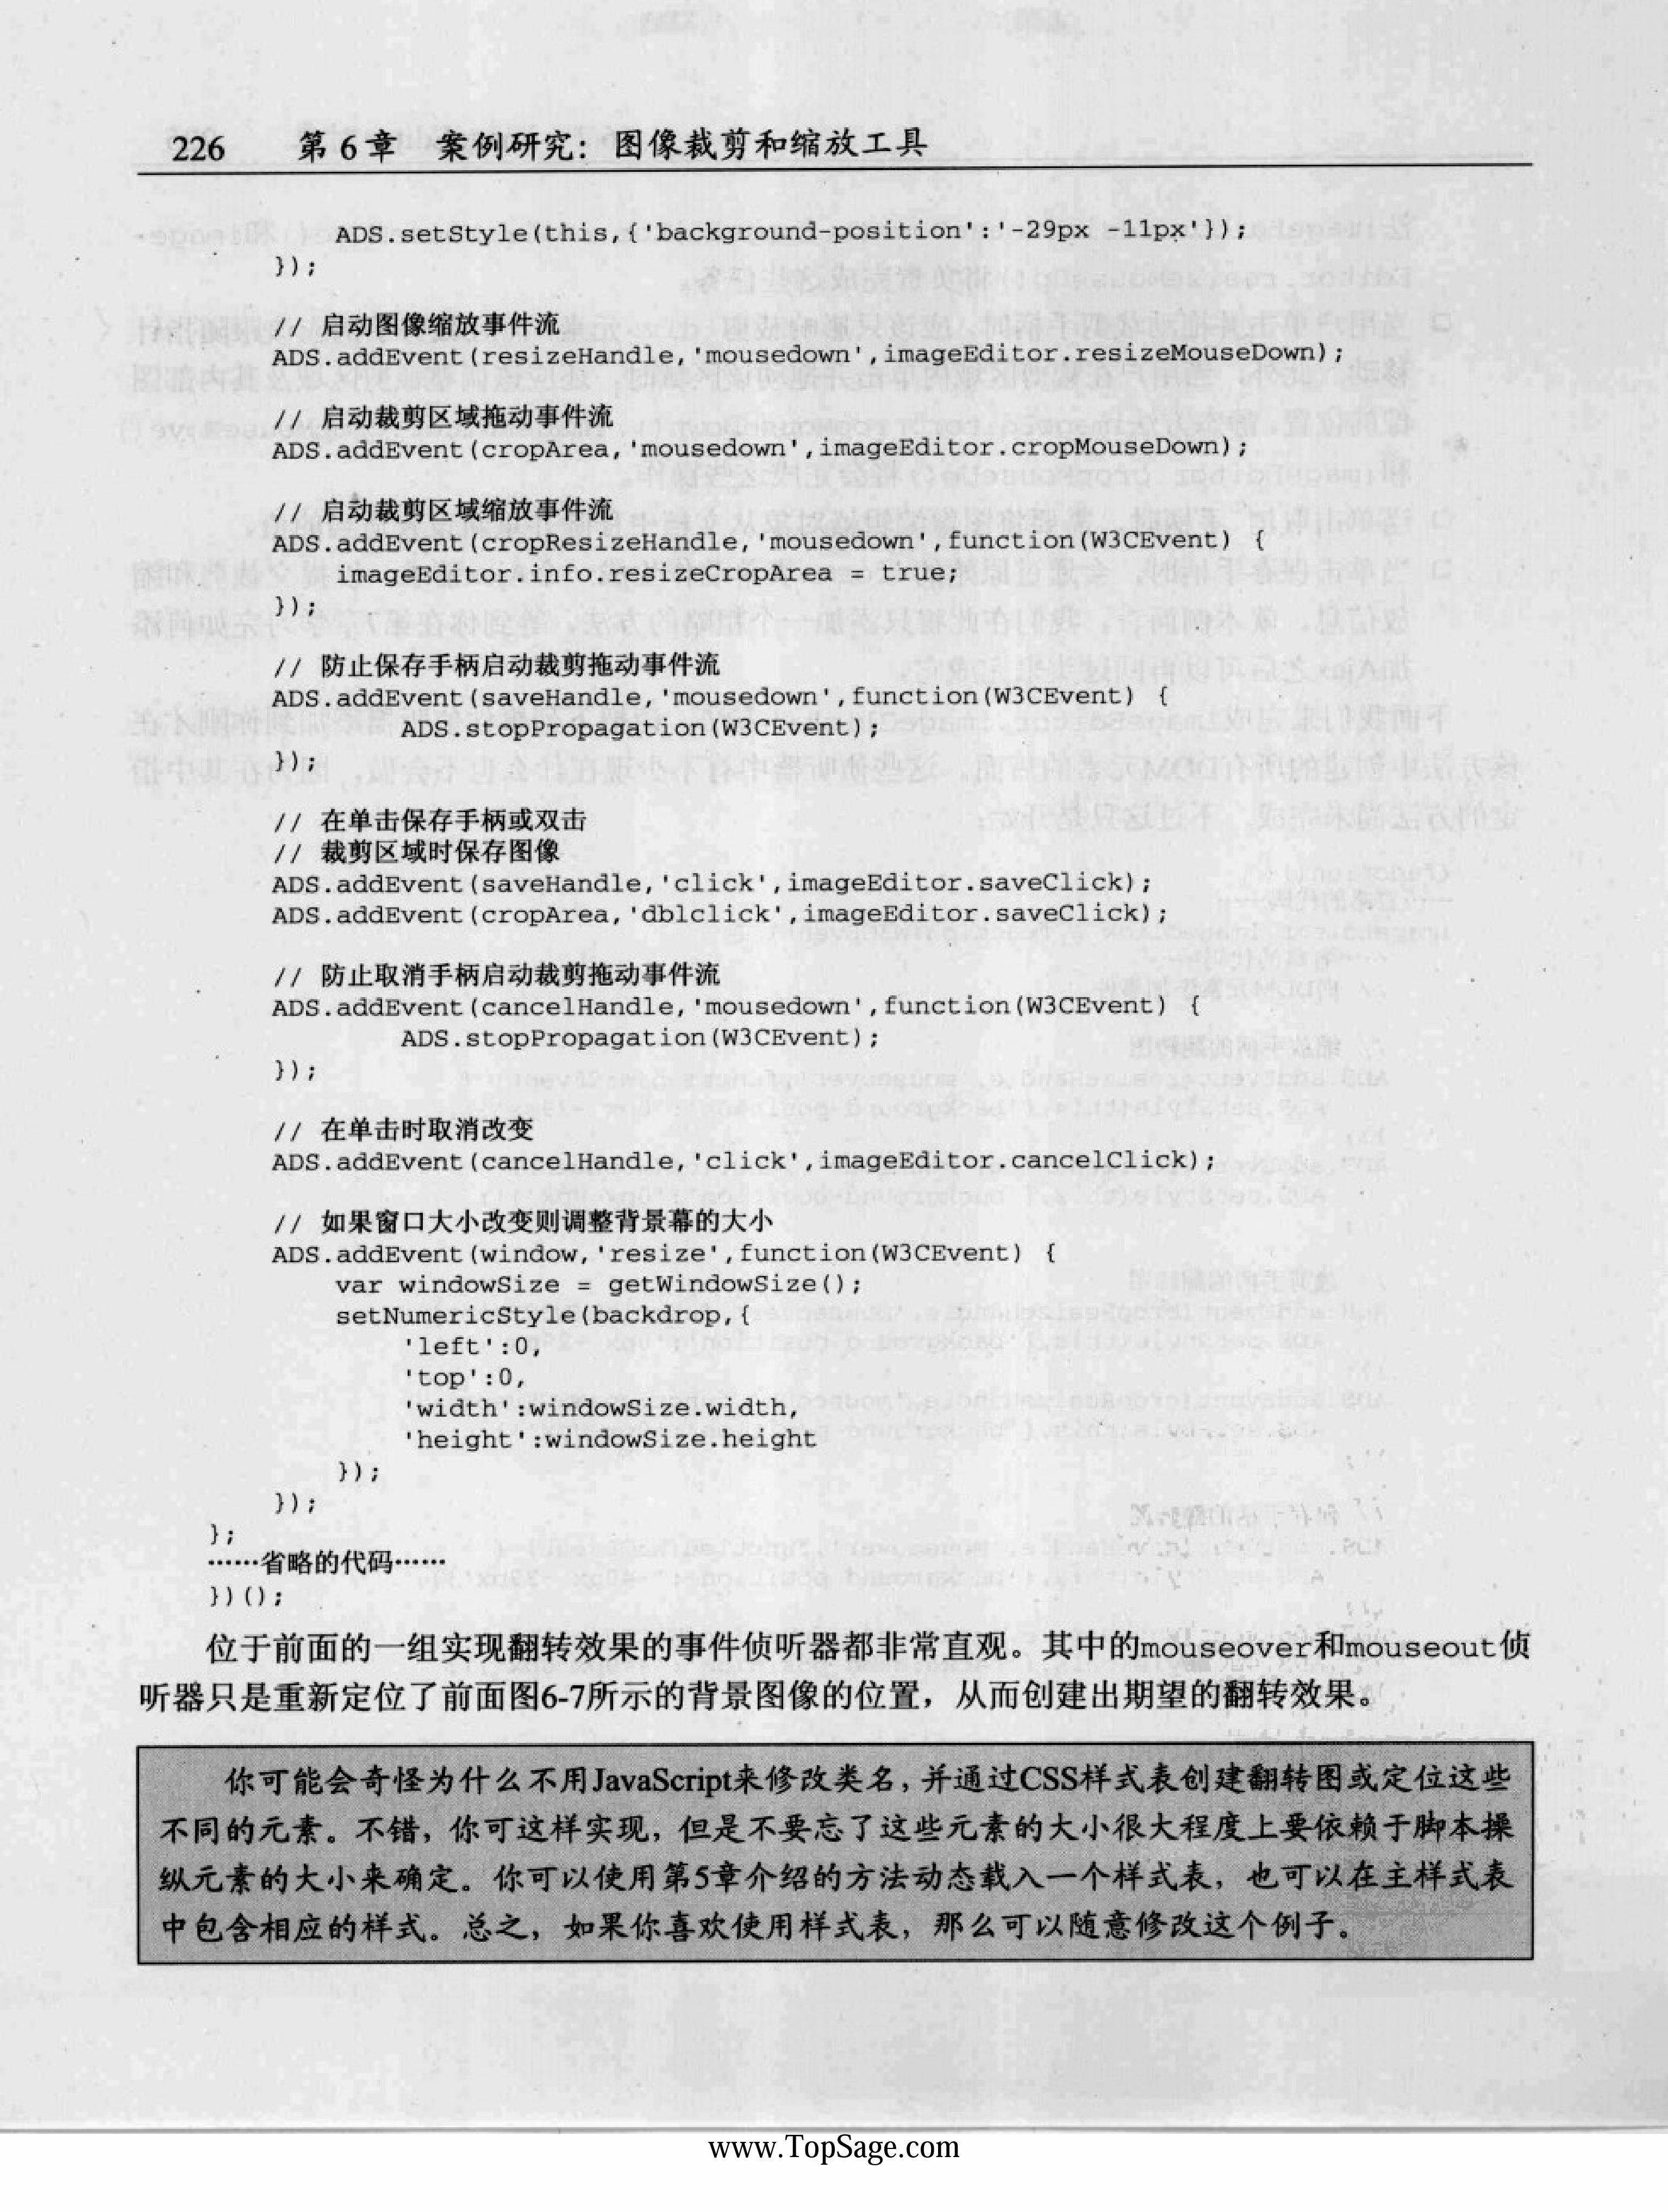 226 第 6 章 案例研究：图像裁剪和缩放工具
ADS.setStyle(this,{'background-position':'-29px -11px'});
});
// 启动图像缩放事件流
ADS.addEvent(resizeHandle,'mousedown',imageEditor.resizeMouseDown);
// 启动裁剪区域拖动事件流
ADS.addEvent(cropArea,'mousedown',imageEditor.cropMouseDown);
// 启动裁剪区域缩放事件流
ADS.addEvent(cropResizeHandle,'mousedown',function(W3CEvent) {
imageEditor.info.resizeCropArea = true;
});
// 防止保存手柄启动裁剪拖动事件流
ADS.addEvent(saveHandle,'mousedown',function(W3CEvent) {
ADS.stopPropagation(W3CEvent);
});
// 在单击保存手柄或双击
// 裁剪区域时保存图像
ADS.addEvent(saveHandle,'click',imageEditor.saveClick);
ADS.addEvent(cropArea,'dblclick',imageEditor.saveClick);
// 防止取消手柄启动裁剪拖动事件流
ADS.addEvent(cancelHandle,'mousedown',function(W3CEvent) {
ADS.stopPropagation(W3CEvent);
});
// 在单击时取消改变
ADS.addEvent(cancelHandle,'click',imageEditor.cancelClick);
// 如果窗口大小改变则调整背景幕的大小
ADS.addEvent(window,'resize',function(W3CEvent) {
var windowSize = getWindowSize();
setNumericStyle(backdrop,{
'left':0,
'top':0,
'width':windowSize.width,
'height':windowSize.height
});
});
};
……省略的代码……
})();
位于前面的一组实现翻转效果的事件侦听器都非常直观。其中的mouseover和mouseout侦
听器只是重新定位了前面图6-7所示的背景图像的位置，从而创建出期望的翻转效果。
你可能会奇怪为什么不用JavaScript来修改类名，并通过CSS样式表创建翻转图或定位这些
不同的元素。不错，你可这样实现，但是不要忘了这些元素的大小很大程度上要依赖于脚本操
纵元素的大小来确定。你可以使用第5章介绍的方法动态载入一个样式表，也可以在主样式表
中包含相应的样式。总之，如果你喜欢使用样式表，那么可以随意修改这个例子。
www.TopSage.com